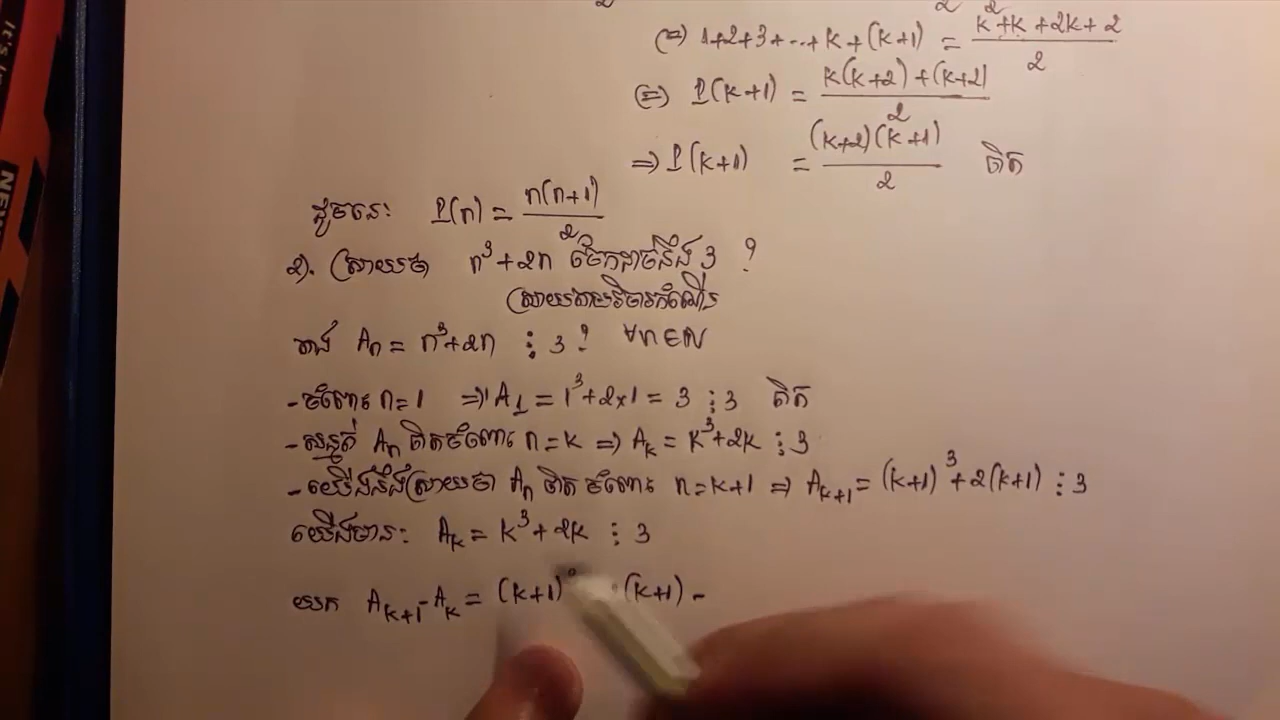 It's
NEW
(=) 1+2+3+...+k+(k+1) = (k²+k+2k+2)/2
(=) P(k+1) = (k(k+2)+(k+2))/2
=> P(k+1) = ((k+2)(k+1))/2 ពិត
ដូចនេះ P(n) = n(n+1)/2
2). ស្រាយថា n³+2n ចែកដាច់នឹង 3 ?
ស្រាយតាមវិចារកំណើន
តាង Aₙ = n³+2n ⋮ 3 ? ∀n∈ℕ
-ចំពោះ n=1 => A₁ = 1³+2×1 = 3 ⋮ 3 ពិត
-សន្មត់ Aₙ ពិតចំពោះ n=k => Aₖ = k³+2k ⋮ 3
-យើងនឹងស្រាយថា Aₙ ពិត ចំពោះ n=k+1 => Aₖ₊₁ = (k+1)³+2(k+1) ⋮ 3
យើងមាន: Aₖ = k³+2k ⋮ 3
យក Aₖ₊₁-Aₖ = (k+1) (k+1) -